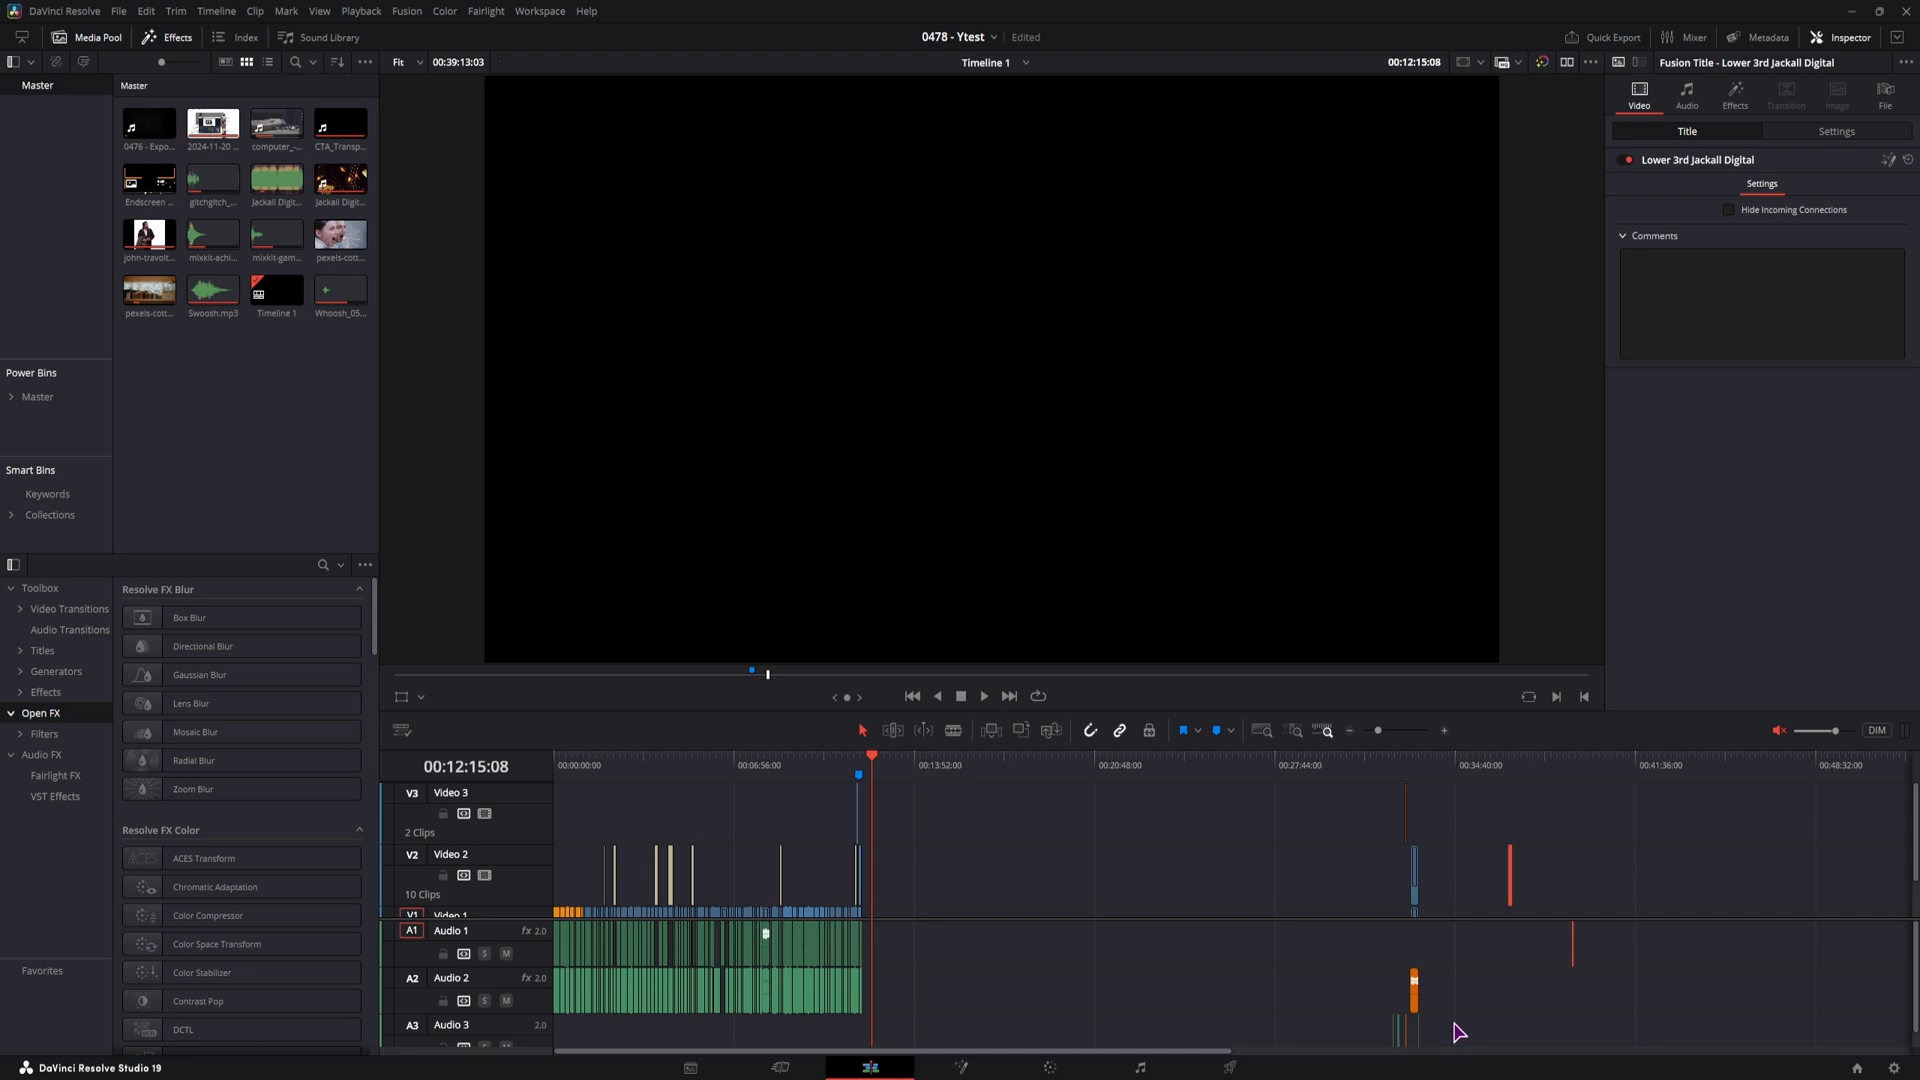 DaVinci Resolve File Edit Trim Timeline Clip Mark View Playback Fusion Color Fairlight Workspace Help
Media Pool Effects Index Sound Library 0478 - Ytest Edited Quick Export Mixer Metadata Inspector
Fit 00:39:13:03 Timeline 1 00:12:15:08 Fusion Title - Lower 3rd Jackall Digital
Master Master
Video Audio Effects Transition Image File
Title Settings
Lower 3rd Jackall Digital
Settings
Hide Incoming Connections
Comments
0476 - Expo... 2024-11-20 ... computer_-... CTA_Transp...
Endscreen ... gltchgltch_... Jackall Digit... Jackall Digit...
john-travolt... mixkit-achi... mixkit-gam... pexels-cott...
pexels-cott... Swoosh.mp3 Timeline 1 Whoosh_05...
Power Bins
Master
Smart Bins
Keywords
Collections
Toolbox
Video Transitions
Audio Transitions
Titles
Generators
Effects
Open FX
Filters
Audio FX
Fairlight FX
VST Effects
Favorites
Resolve FX Blur
Box Blur
Directional Blur
Gaussian Blur
Lens Blur
Mosaic Blur
Radial Blur
Zoom Blur
Resolve FX Color
ACES ACES Transform
Chromatic Adaptation
Color Compressor
Color Space Transform
Color Stabilizer
Contrast Pop
DCTL DCTL
DIM
00:12:15:08 00:00:00:00 00:06:56:00 00:13:52:00 00:20:48:00 00:27:44:00 00:34:40:00 00:41:36:00 00:48:32:00
V3 Video 3
2 Clips
V2 Video 2
10 Clips
V1 Video 1
A1 Audio 1 fx 2.0
S M
A2 Audio 2 fx 2.0
S M
A3 Audio 3 2.0
S M
DaVinci Resolve Studio 19